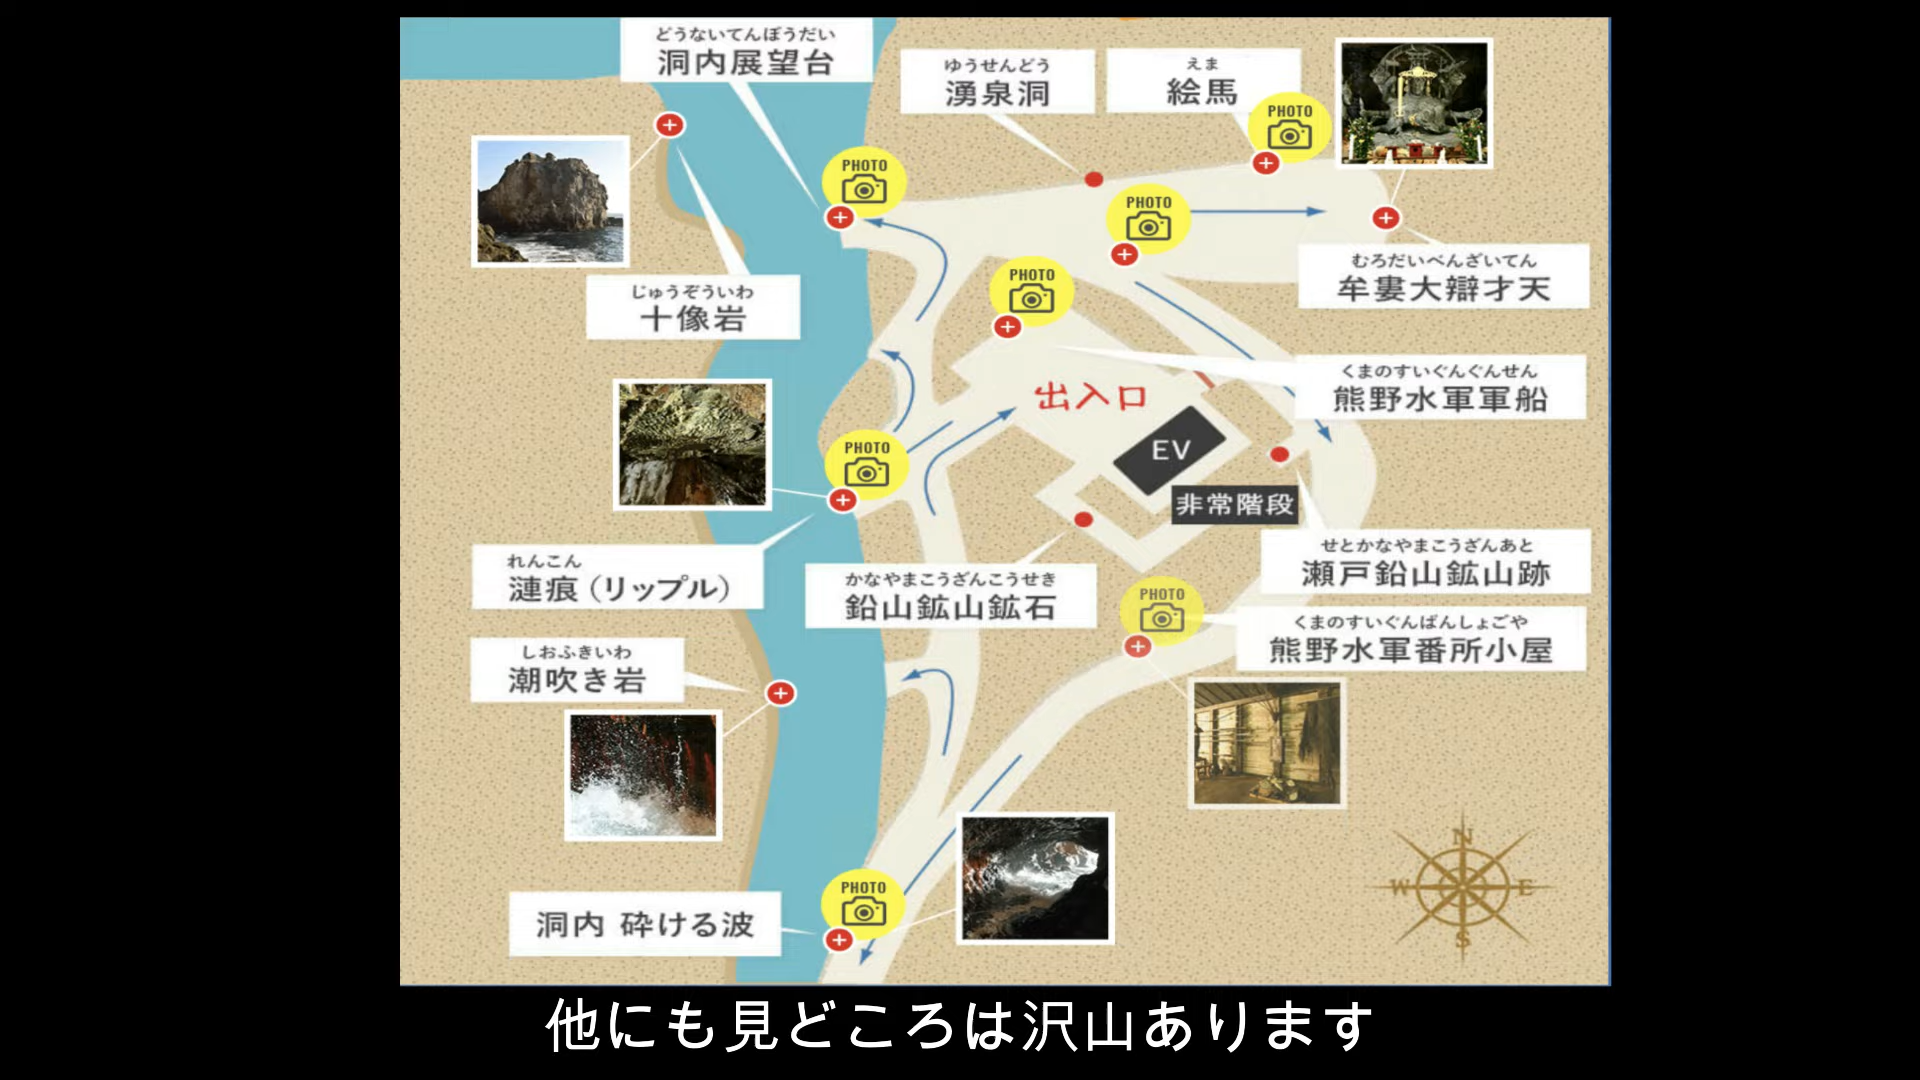 どうないてんぼうだい
洞内展望台
ゆうせんどう
湧泉洞
えま
絵馬
PHOTO
PHOTO
PHOTO
PHOTO
むろだいべんざいてん
牟婁大辯才天
じゅうぞういわ
十像岩
くまのすいぐんぐんせん
熊野水軍軍船
出入口
EV
非常階段
PHOTO
せとかなやまこうざんあと
瀬戸鉛山鉱山跡
れんこん
漣痕（リップル）
かなやまこうざんこうせき
鉛山鉱山鉱石
PHOTO
くまのすいぐんばんしょごや
熊野水軍番所小屋
しおふきいわ
潮吹き岩
PHOTO
洞内 砕ける波
N
W
E
S
他にも見どころは沢山あります